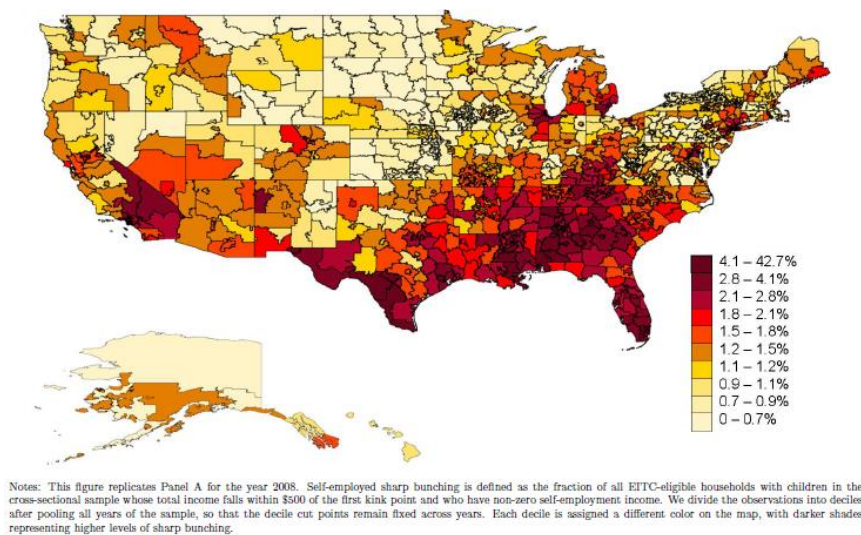 4.1 – 42.7%
2.8 – 4.1%
2.1 – 2.8%
1.8 – 2.1%
1.5 – 1.8%
1.2 – 1.5%
1.1 – 1.2%
0.9 – 1.1%
0.7 – 0.9%
0 – 0.7%
Notes: This figure replicates Panel A for the year 2008. Self-employed sharp bunching is defined as the fraction of all EITC-eligible households with children in the
cross-sectional sample whose total income falls within $500 of the first kink point and who have non-zero self-employment income. We divide the observations into deciles
after pooling all years of the sample, so that the decile cut points remain fixed across years. Each decile is assigned a different color on the map, with darker shades
representing higher levels of sharp bunching.